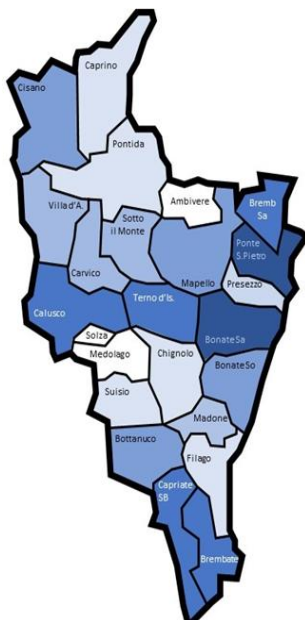 Caprino
Cisano
Pontida
Ambivere
Bremb
Sa
Villa d'A.
Sotto
il Monte
Ponte
S.Pietro
Carvico
Mapello
Presezzo
Calusco
Terno d'Is.
Solza
Medolago
Chignolo
BonateSa
BonateSo
Suisio
Madone
Bottanuco
Filago
Capriate
SB
Brembate